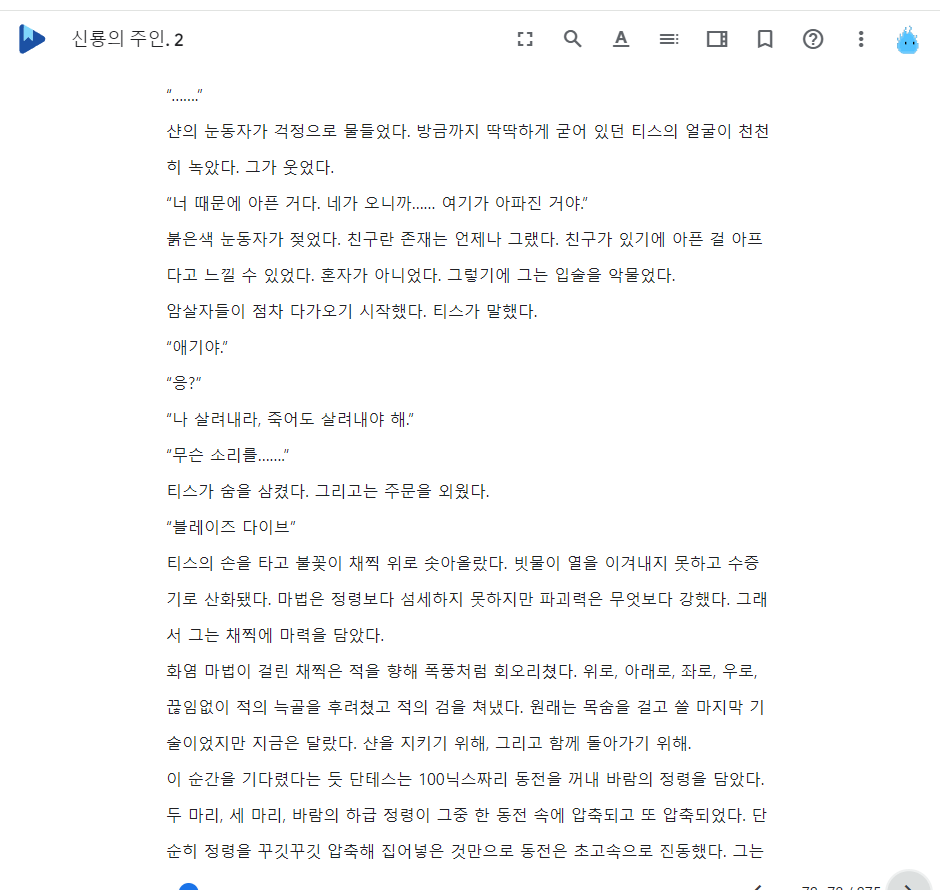 신룡의 주인. 2
“.......”
샨의 눈동자가 걱정으로 물들었다. 방금까지 딱딱하게 굳어 있던 티스의 얼굴이 천천
히 녹았다. 그가 웃었다.
“너 때문에 아픈 거다. 네가 오니까...... 여기가 아파진 거야.”
붉은색 눈동자가 젖었다. 친구란 존재는 언제나 그랬다. 친구가 있기에 아픈 걸 아프
다고 느낄 수 있었다. 혼자가 아니었다. 그렇기에 그는 입술을 악물었다.
암살자들이 점차 다가오기 시작했다. 티스가 말했다.
“애기야.”
“응?”
“나 살려내라, 죽어도 살려내야 해.”
“무슨 소리를.......”
티스가 숨을 삼켰다. 그리고는 주문을 외웠다.
“블레이즈 다이브”
티스의 손을 타고 불꽃이 채찍 위로 솟아올랐다. 빗물이 열을 이겨내지 못하고 수증
기로 산화됐다. 마법은 정령보다 섬세하지 못하지만 파괴력은 무엇보다 강했다. 그래
서 그는 채찍에 마력을 담았다.
화염 마법이 걸린 채찍은 적을 향해 폭풍처럼 회오리쳤다. 위로, 아래로, 좌로, 우로,
끊임없이 적의 늑골을 후려쳤고 적의 검을 쳐냈다. 원래는 목숨을 걸고 쓸 마지막 기
술이었지만 지금은 달랐다. 샨을 지키기 위해, 그리고 함께 돌아가기 위해.
이 순간을 기다렸다는 듯 단테스는 100닉스짜리 동전을 꺼내 바람의 정령을 담았다.
두 마리, 세 마리, 바람의 하급 정령이 그중 한 동전 속에 압축되고 또 압축되었다. 단
순히 정령을 꾸깃꾸깃 압축해 집어넣은 것만으로 동전은 초고속으로 진동했다. 그는